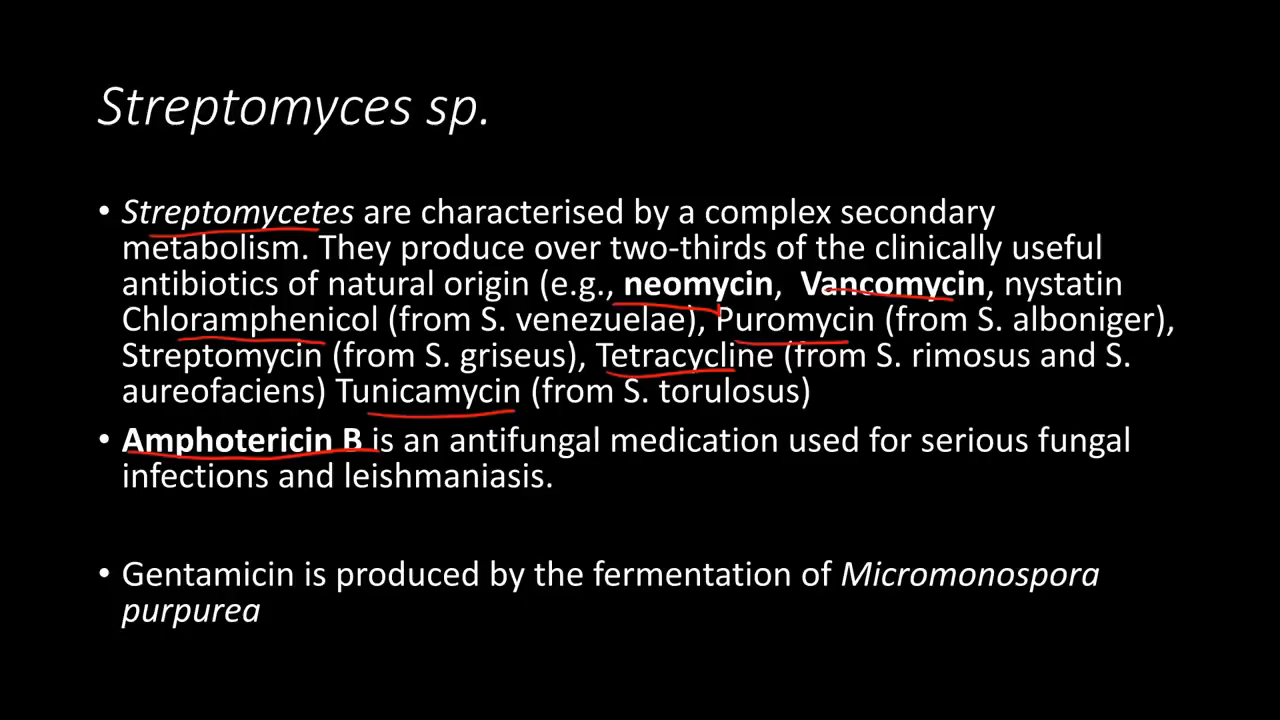 Streptomyces sp.
• Streptomycetes are characterised by a complex secondary
metabolism. They produce over two-thirds of the clinically useful
antibiotics of natural origin (e.g., neomycin, Vancomycin, nystatin
Chloramphenicol (from S. venezuelae), Puromycin (from S. alboniger),
Streptomycin (from S. griseus), Tetracycline (from S. rimosus and S.
aureofaciens) Tunicamycin (from S. torulosus)
• Amphotericin B is an antifungal medication used for serious fungal
infections and leishmaniasis.
• Gentamicin is produced by the fermentation of Micromonospora
purpurea